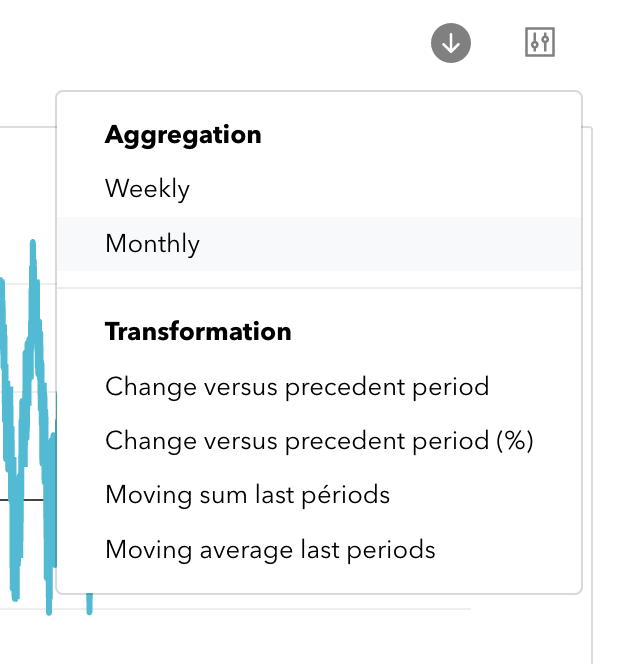 Aggregation
Weekly
Monthly
Transformation
Change versus precedent period
Change versus precedent period (%)
Moving sum last périods
Moving average last periods